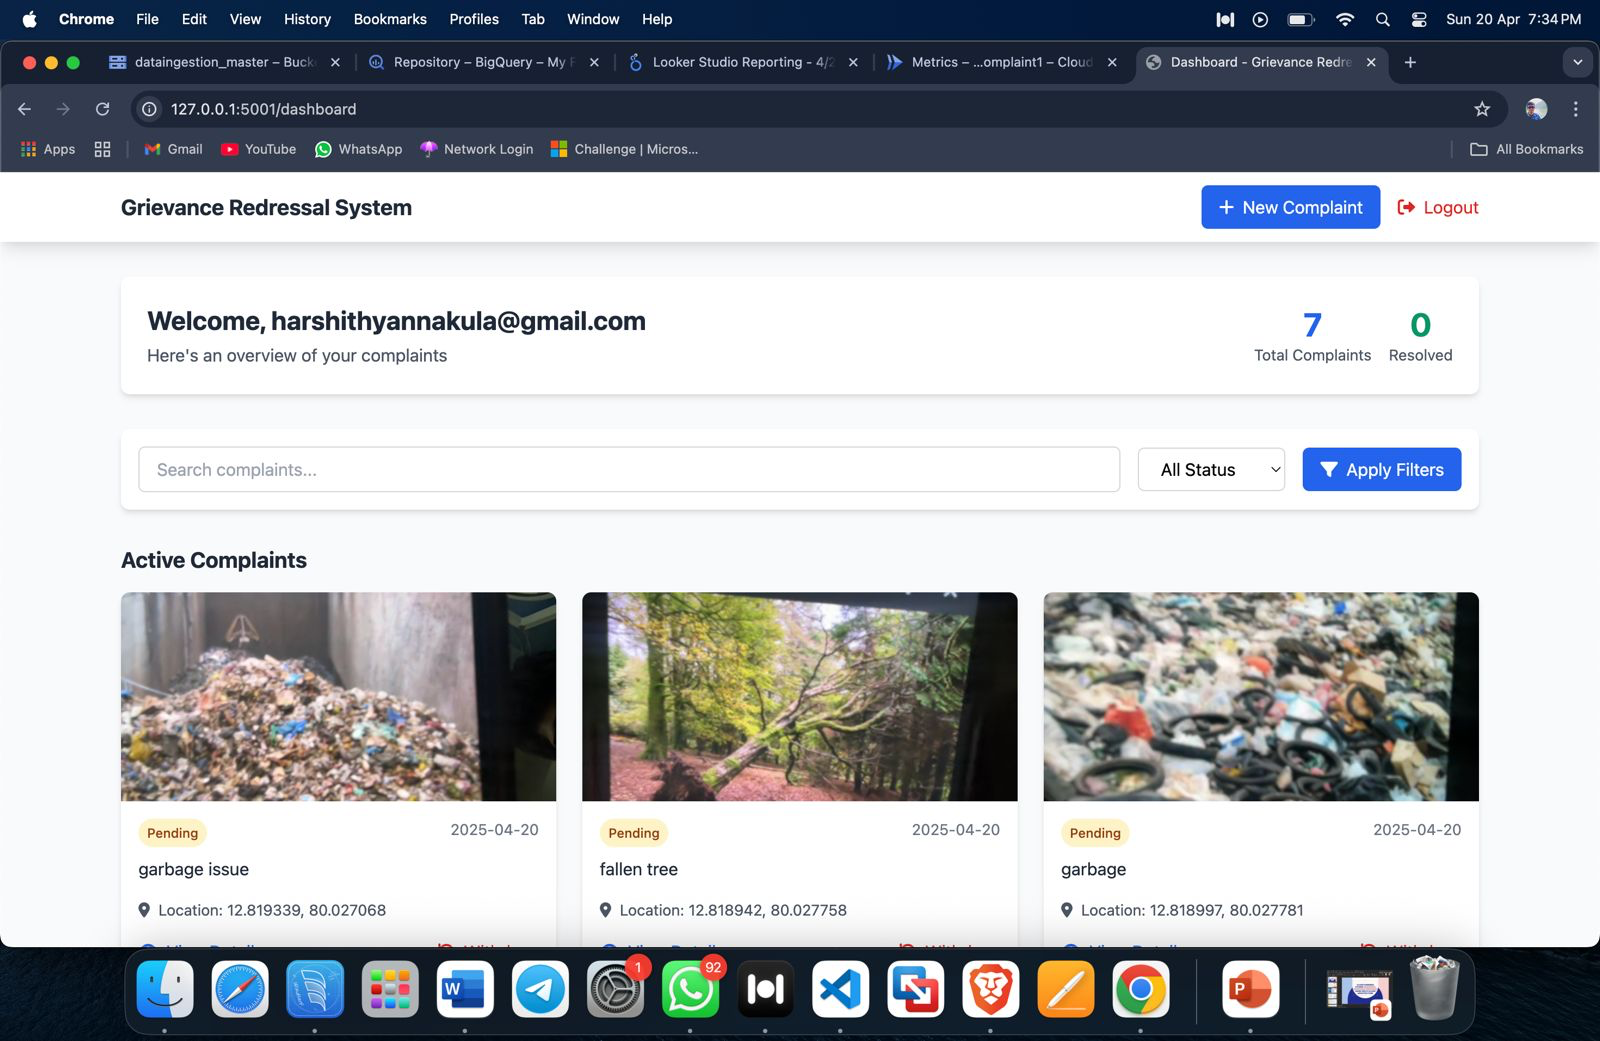 Chrome File Edit View History Bookmarks Profiles Tab Window Help Sun 20 Apr 7:34 PM
dataingestion_master – Buck Repository – BigQuery – My F Looker Studio Reporting - 4/2 Metrics – ...omplaint1 – Cloud Dashboard - Grievance Redre
127.0.0.1:5001/dashboard
Apps Gmail YouTube WhatsApp Network Login Challenge | Micros... All Bookmarks
Grievance Redressal System + New Complaint Logout
Welcome, harshithyannakula@gmail.com
Here's an overview of your complaints
7 Total Complaints
0 Resolved
Search complaints... All Status Apply Filters
Active Complaints
Pending 2025-04-20
garbage issue
Location: 12.819339, 80.027068
Pending 2025-04-20
fallen tree
Location: 12.818942, 80.027758
Pending 2025-04-20
garbage
Location: 12.818997, 80.027781
W 1 92 P